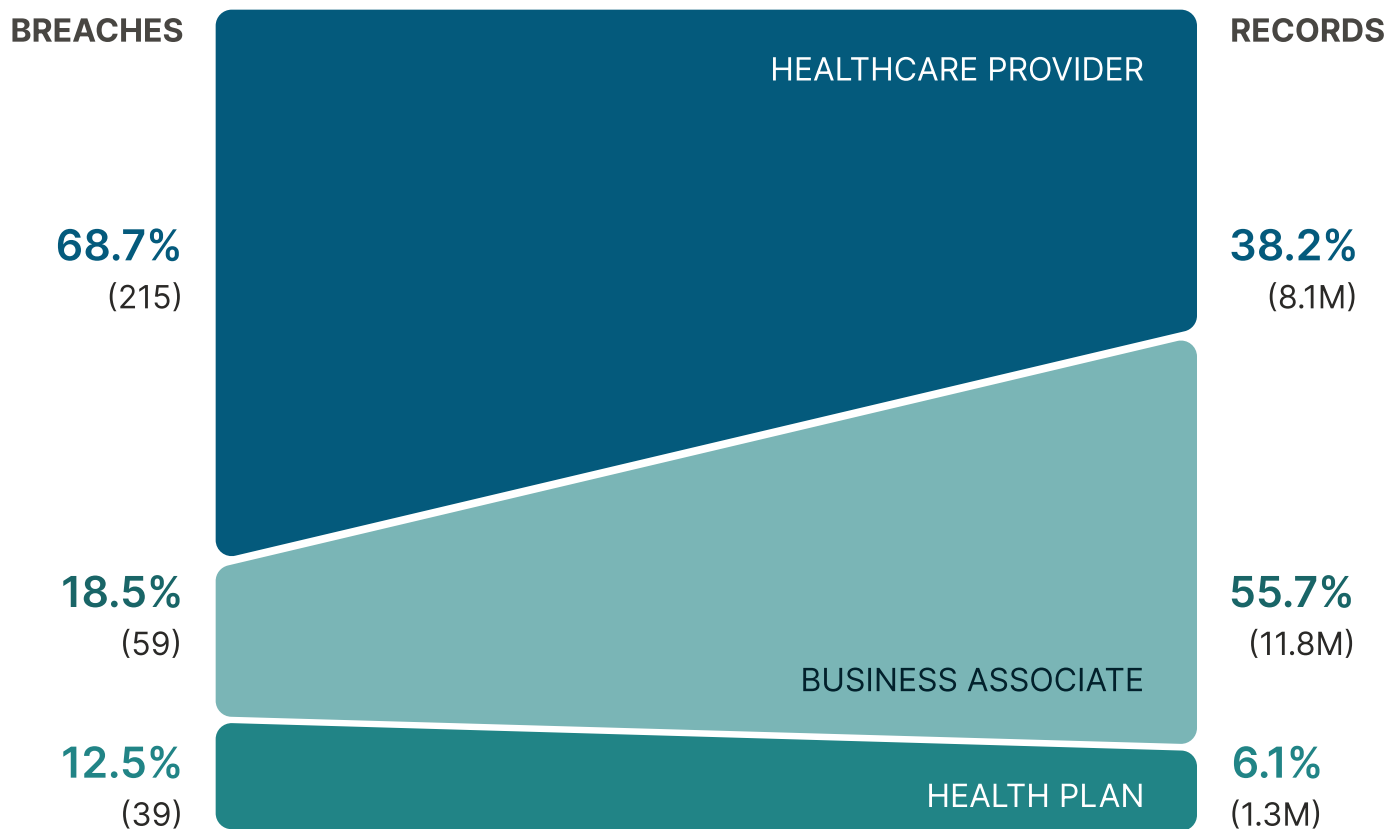 BREACHES
RECORDS
HEALTHCARE PROVIDER
68.7%
(215)
38.2%
(8.1M)
18.5%
(59)
55.7%
(11.8M)
BUSINESS ASSOCIATE
12.5%
(39)
6.1%
(1.3M)
HEALTH PLAN